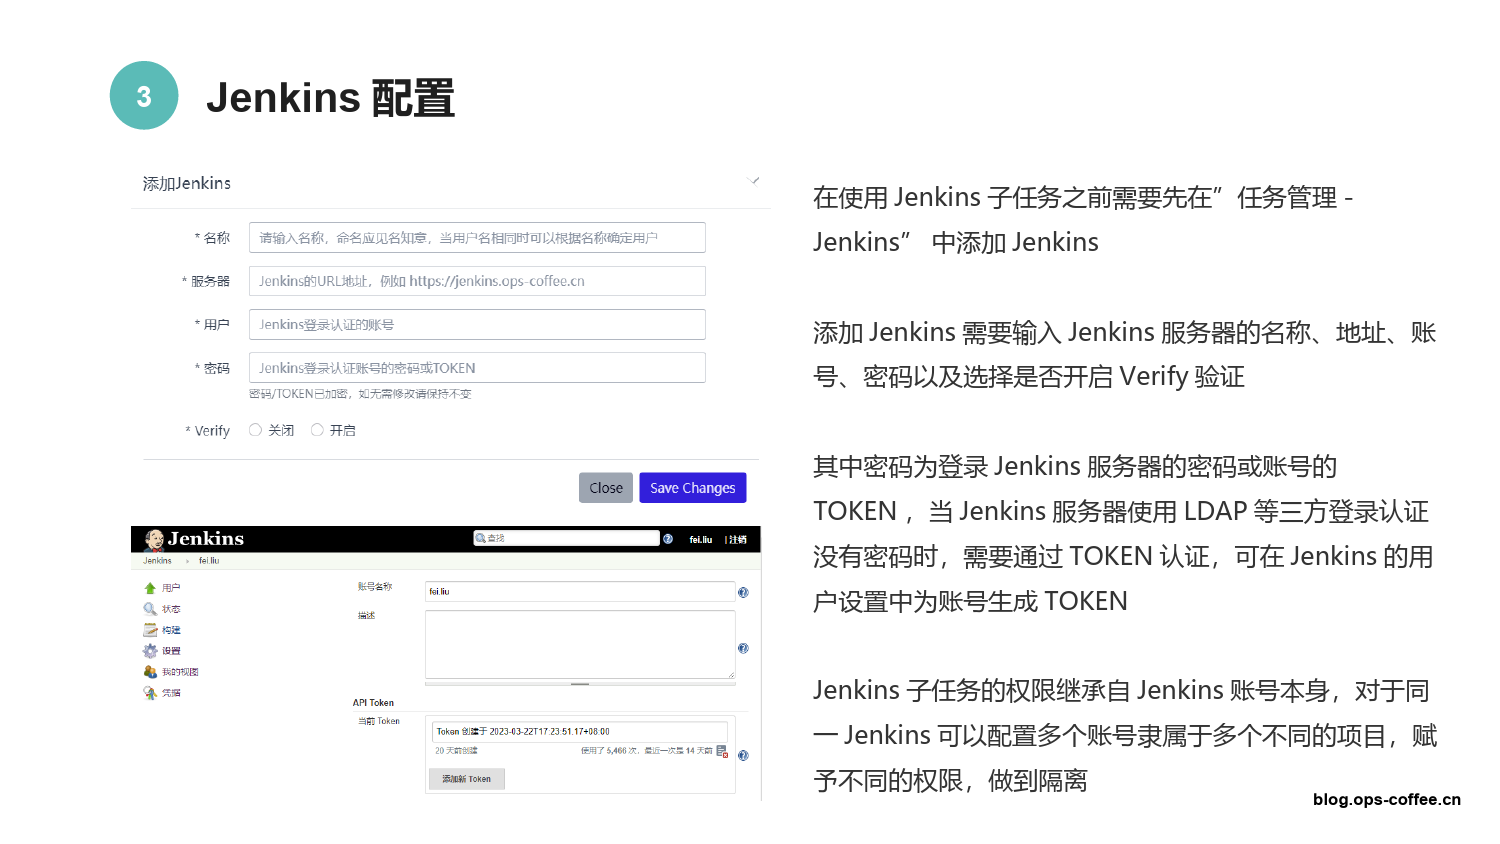 3
Jenkins 配置
添加Jenkins
* 名称
请输入名称，命名应见名知意，当用户名相同时可以根据名称确定用户
* 服务器
Jenkins的URL地址，例如 https://jenkins.ops-coffee.cn
* 用户
Jenkins登录认证的账号
* 密码
Jenkins登录认证账号的密码或TOKEN
密码/TOKEN已加密，如无需修改请保持不变
* Verify 关闭 开启
Close Save Changes
Jenkins 查找 fei.liu | 注销
Jenkins › fei.liu
用户
状态
构建
设置
我的视图
凭据
账号名称 fei.liu
描述
API Token
当前 Token
Token 创建于 2023-03-22T17:23:51.17+08:00
20 天前创建 使用了 5,466 次，最近一次是 14 天前
添加新 Token
在使用 Jenkins 子任务之前需要先在”任务管理 -
Jenkins” 中添加 Jenkins
添加 Jenkins 需要输入 Jenkins 服务器的名称、地址、账
号、密码以及选择是否开启 Verify 验证
其中密码为登录 Jenkins 服务器的密码或账号的
TOKEN ，当 Jenkins 服务器使用 LDAP 等三方登录认证
没有密码时，需要通过 TOKEN 认证，可在 Jenkins 的用
户设置中为账号生成 TOKEN
Jenkins 子任务的权限继承自 Jenkins 账号本身，对于同
一 Jenkins 可以配置多个账号隶属于多个不同的项目，赋
予不同的权限，做到隔离
blog.ops-coffee.cn